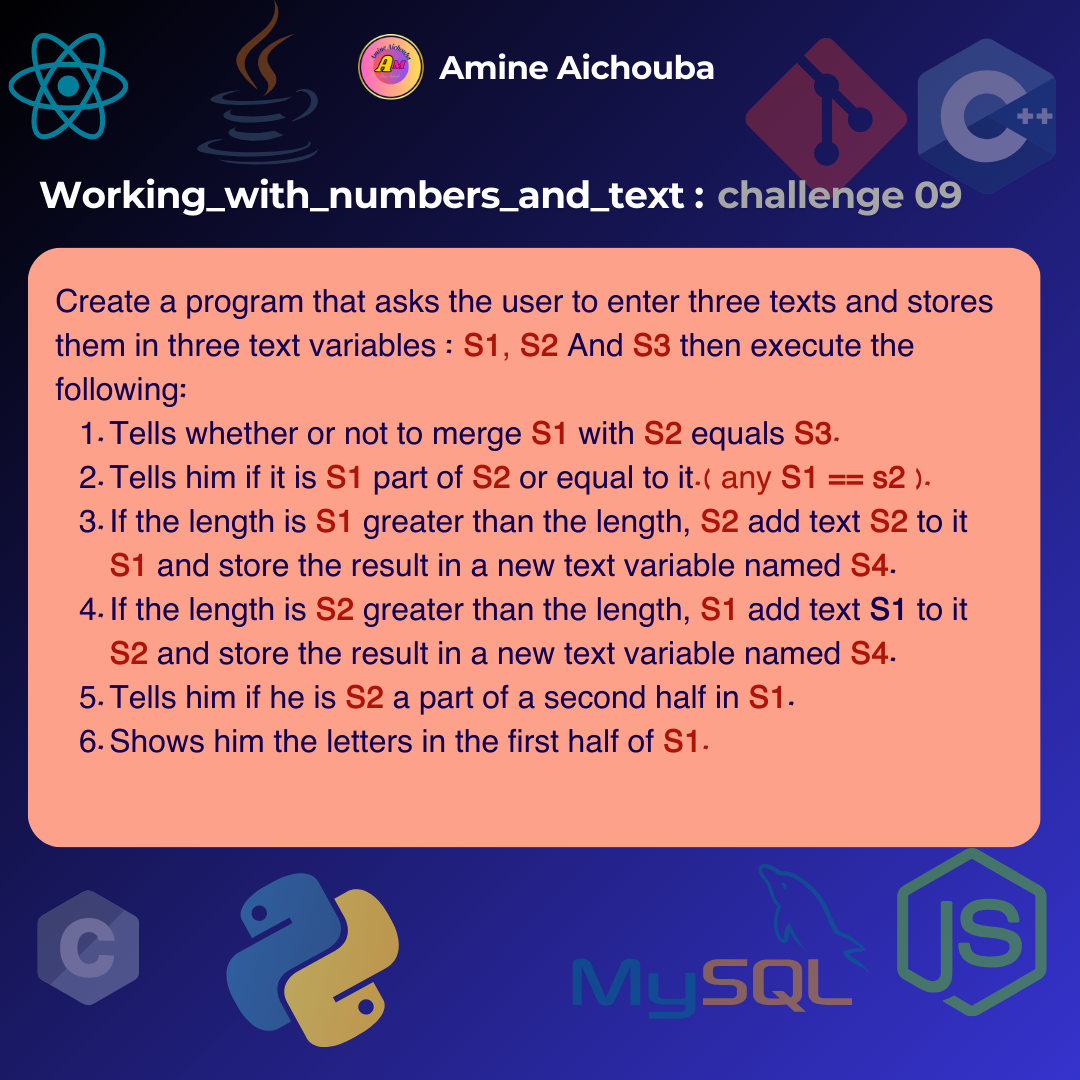 Amine Aichouba
AM
Amine Aichouba
C++
Working_with_numbers_and_text : challenge 09
Create a program that asks the user to enter three texts and stores
them in three text variables : S1, S2 And S3 then execute the
following:
1. Tells whether or not to merge S1 with S2 equals S3.
2. Tells him if it is S1 part of S2 or equal to it.( any S1 == s2 ).
3. If the length is S1 greater than the length, S2 add text S2 to it
S1 and store the result in a new text variable named S4.
4. If the length is S2 greater than the length, S1 add text S1 to it
S2 and store the result in a new text variable named S4.
5. Tells him if he is S2 a part of a second half in S1.
6. Shows him the letters in the first half of S1.
C
MySQL
JS